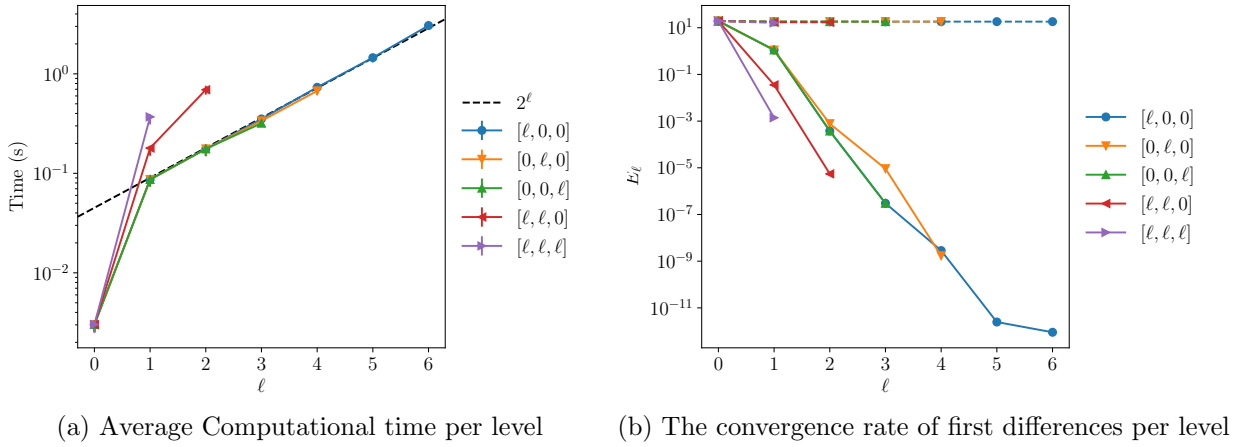 10^0
10^{-1}
10^{-2}
Time (s)
0 1 2 3 4 5 6
ℓ
2^ℓ
[ℓ, 0, 0]
[0, ℓ, 0]
[0, 0, ℓ]
[ℓ, ℓ, 0]
[ℓ, ℓ, ℓ]
(a) Average Computational time per level
10^1
10^{-1}
10^{-3}
10^{-5}
10^{-7}
10^{-9}
10^{-11}
E_ℓ
0 1 2 3 4 5 6
ℓ
[ℓ, 0, 0]
[0, ℓ, 0]
[0, 0, ℓ]
[ℓ, ℓ, 0]
[ℓ, ℓ, ℓ]
(b) The convergence rate of first differences per level